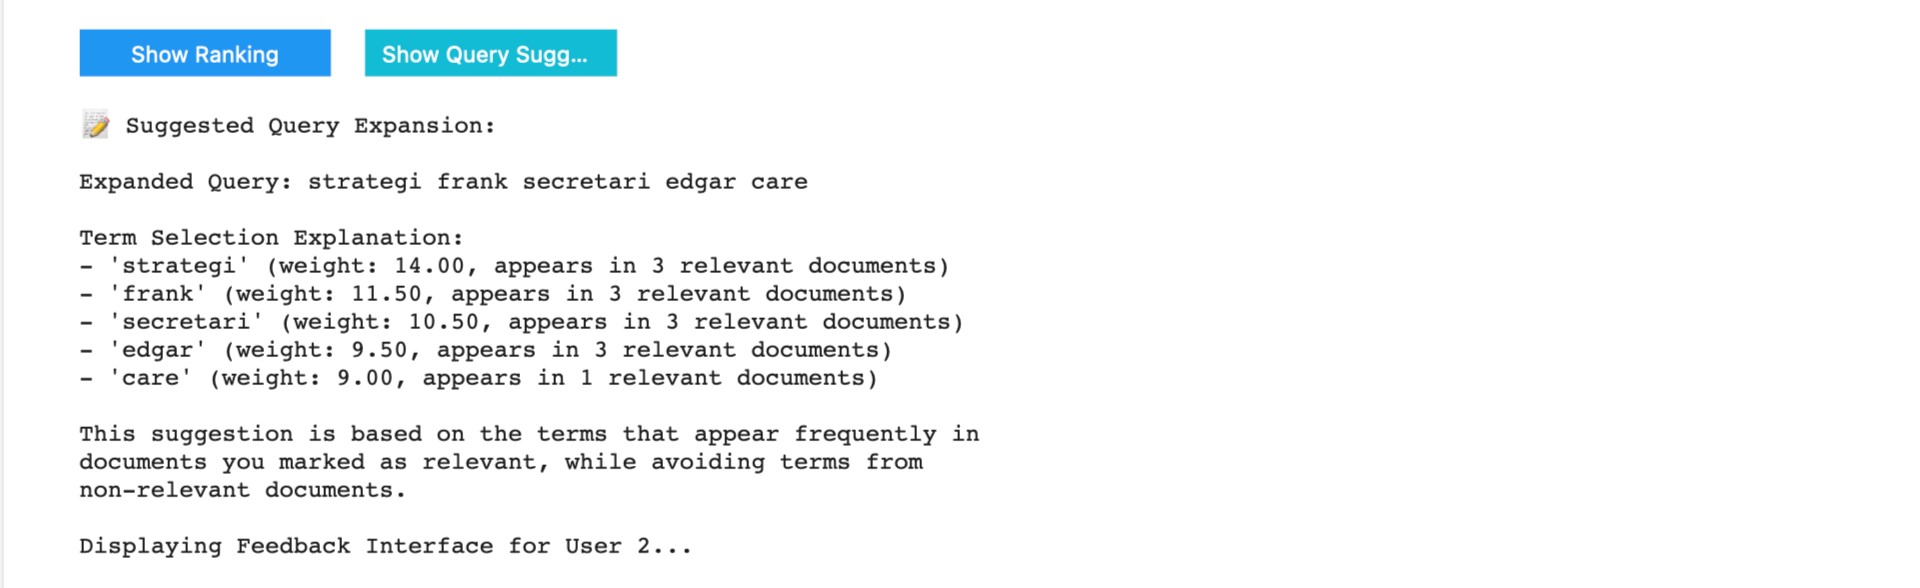 Show Ranking Show Query Sugg...
📝 Suggested Query Expansion:
Expanded Query: strategi frank secretari edgar care
Term Selection Explanation:
- 'strategi' (weight: 14.00, appears in 3 relevant documents)
- 'frank' (weight: 11.50, appears in 3 relevant documents)
- 'secretari' (weight: 10.50, appears in 3 relevant documents)
- 'edgar' (weight: 9.50, appears in 3 relevant documents)
- 'care' (weight: 9.00, appears in 1 relevant documents)
This suggestion is based on the terms that appear frequently in
documents you marked as relevant, while avoiding terms from
non-relevant documents.
Displaying Feedback Interface for User 2...